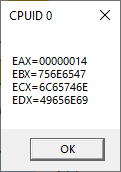 CPUID 0
EAX=00000014
EBX=756E6547
ECX=6C65746E
EDX=49656E69
OK